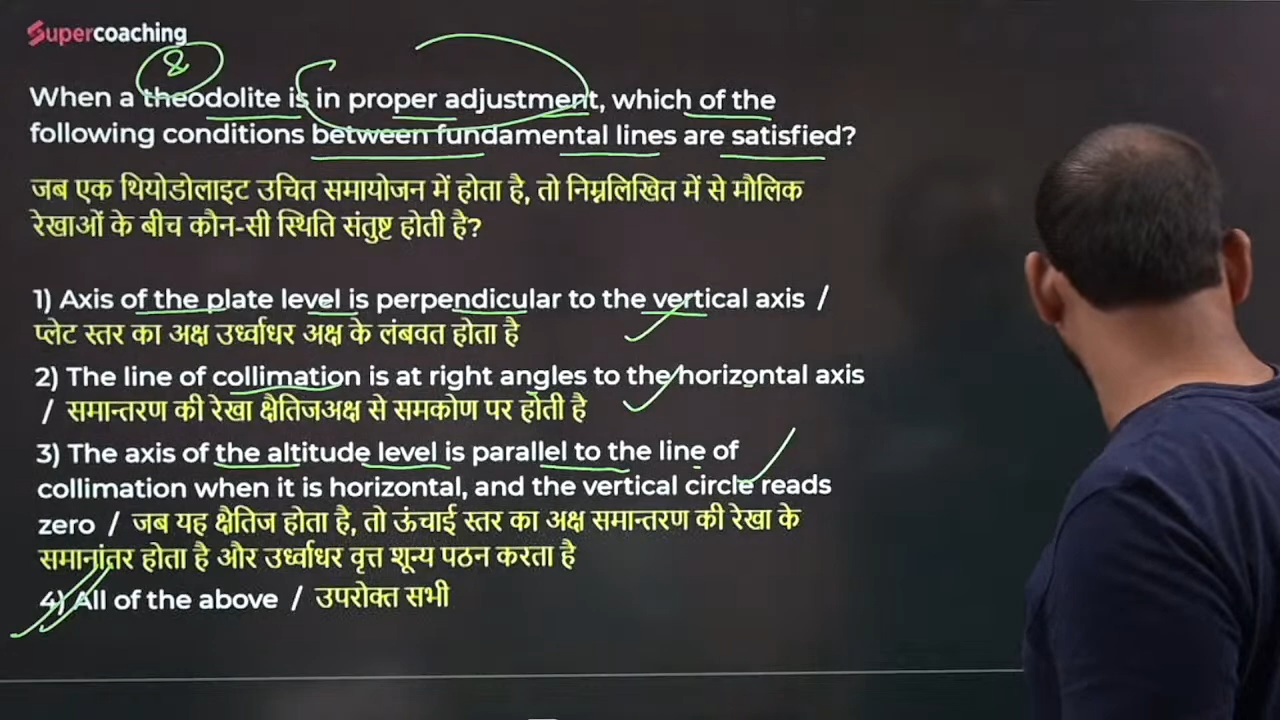 Supercoaching
8
When a theodolite is in proper adjustment, which of the
following conditions between fundamental lines are satisfied?
जब एक थियोडोलाइट उचित समायोजन में होता है, तो निम्नलिखित में से मौलिक
रेखाओं के बीच कौन-सी स्थिति संतुष्ट होती है?
1) Axis of the plate level is perpendicular to the vertical axis /
प्लेट स्तर का अक्ष उर्ध्वाधर अक्ष के लंबवत होता है
2) The line of collimation is at right angles to the horizontal axis
/ समान्तरण की रेखा क्षैतिजअक्ष से समकोण पर होती है
3) The axis of the altitude level is parallel to the line of
collimation when it is horizontal, and the vertical circle reads
zero / जब यह क्षैतिज होता है, तो ऊंचाई स्तर का अक्ष समान्तरण की रेखा के
समानांतर होता है और उर्ध्वाधर वृत्त शून्य पठन करता है
4) All of the above / उपरोक्त सभी